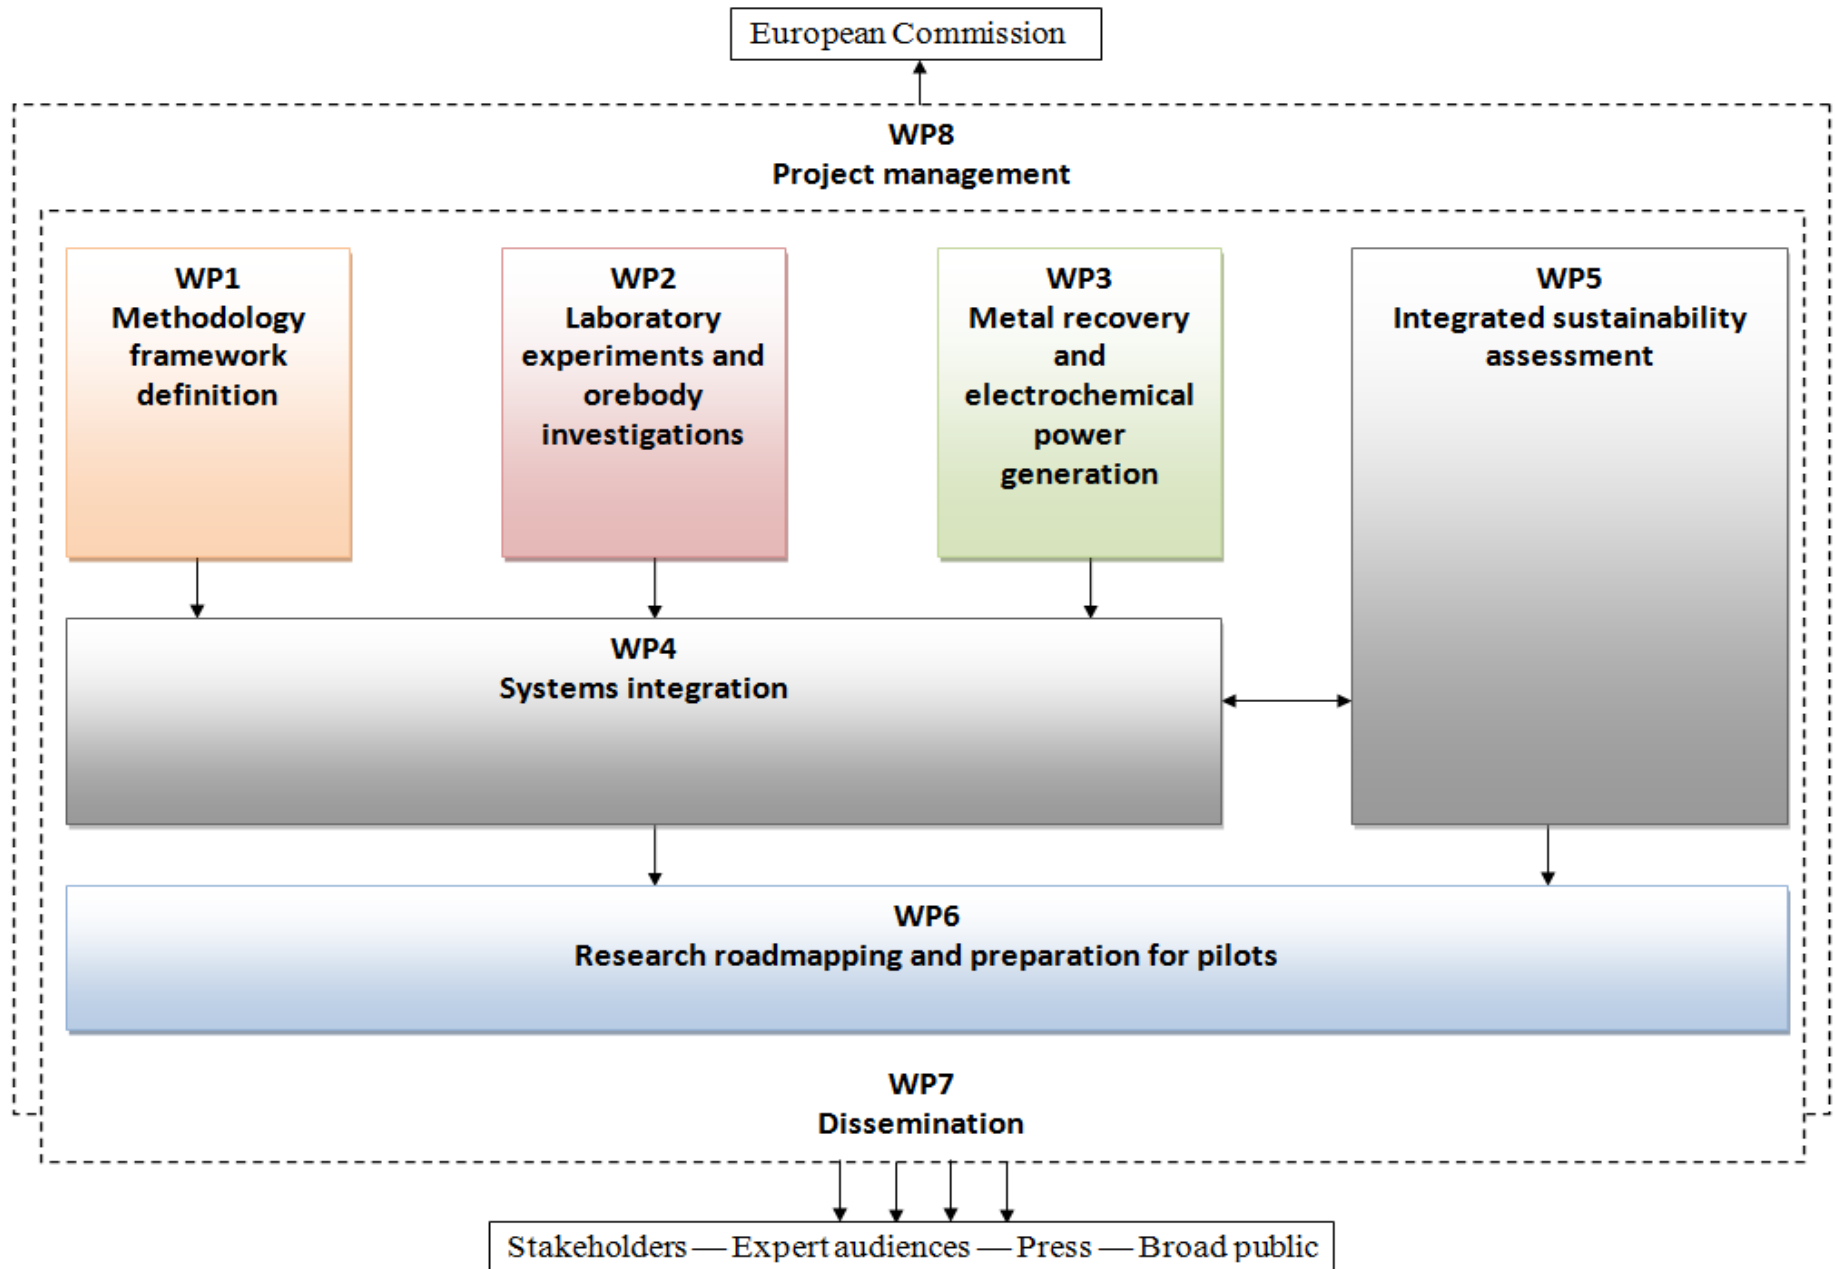 European Commission
WP8
Project management
WP1
Methodology
framework
definition
WP2
Laboratory
experiments and
orebody
investigations
WP3
Metal recovery
and
electrochemical
power
generation
WP5
Integrated sustainability
assessment
WP4
Systems integration
WP6
Research roadmapping and preparation for pilots
WP7
Dissemination
Stakeholders — Expert audiences — Press — Broad public